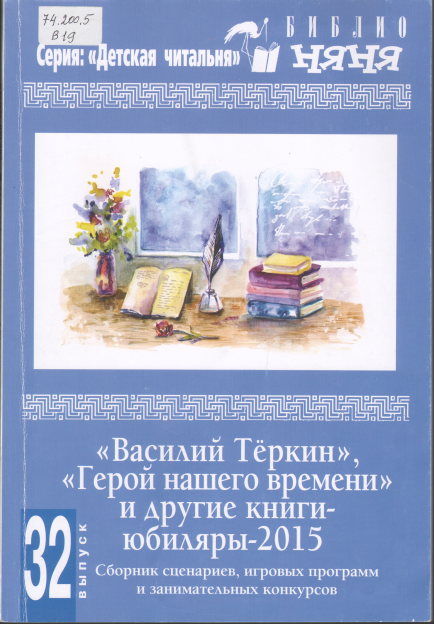 74.200.5
В19
Серия: «Детская читальня»
БИБЛИО
НЯНЯ
«Василий Тёркин»,
«Герой нашего времени»
и другие книги-
юбиляры-2015
32
выпуск
Сборник сценариев, игровых программ
и занимательных конкурсов